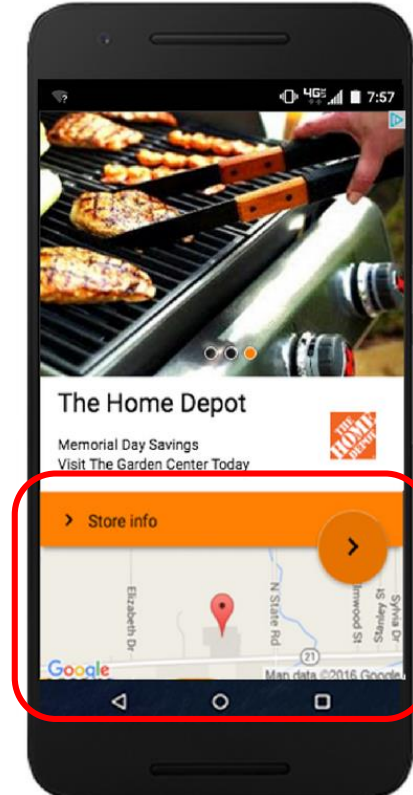 4G 7:57
The Home Depot
THE
HOME
DEPOT
Memorial Day Savings
Visit The Garden Center Today
Store info
Elizabeth Dr
N State Rd
Elmwood St
Stanley St
Sylvia Dr
21
Google
Map data ©2016 Google